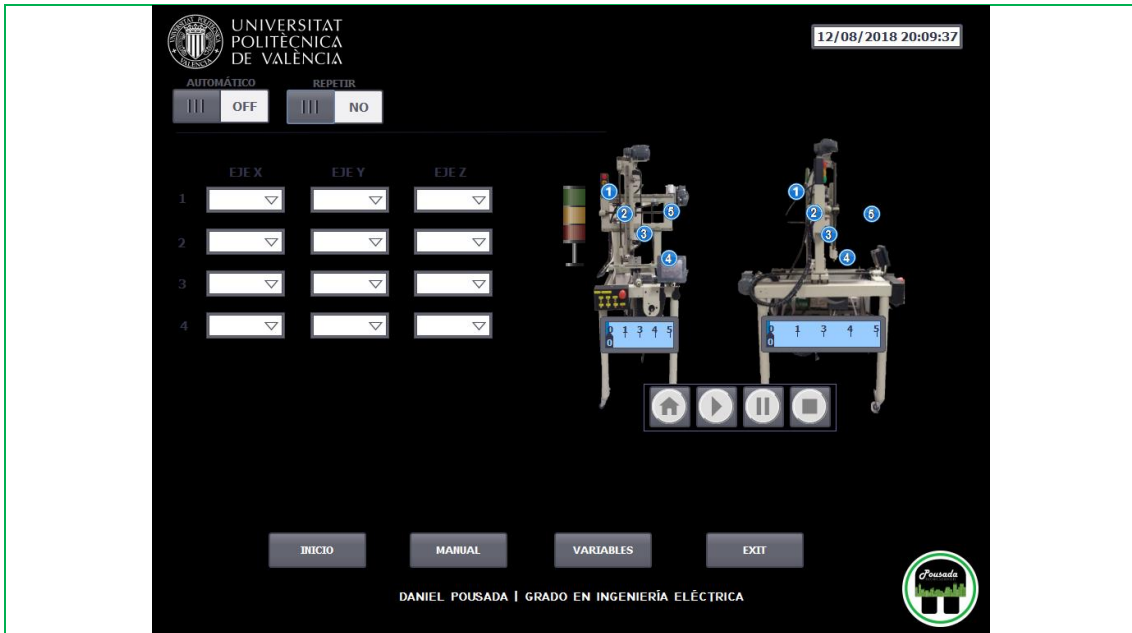 UNIVERSITAT
POLITÈCNICA
DE VALÈNCIA
12/08/2018 20:09:37
AUTOMÁTICO REPETIR
OFF NO
EJE X EJE Y EJE Z
1
2
3
4
1 2 3 4 5
1 2 3 4 5
0 1 3 4 5
0
0 1 3 4 5
0
INICIO MANUAL VARIABLES EXIT
DANIEL POUSADA | GRADO EN INGENIERÍA ELÉCTRICA
Pousada